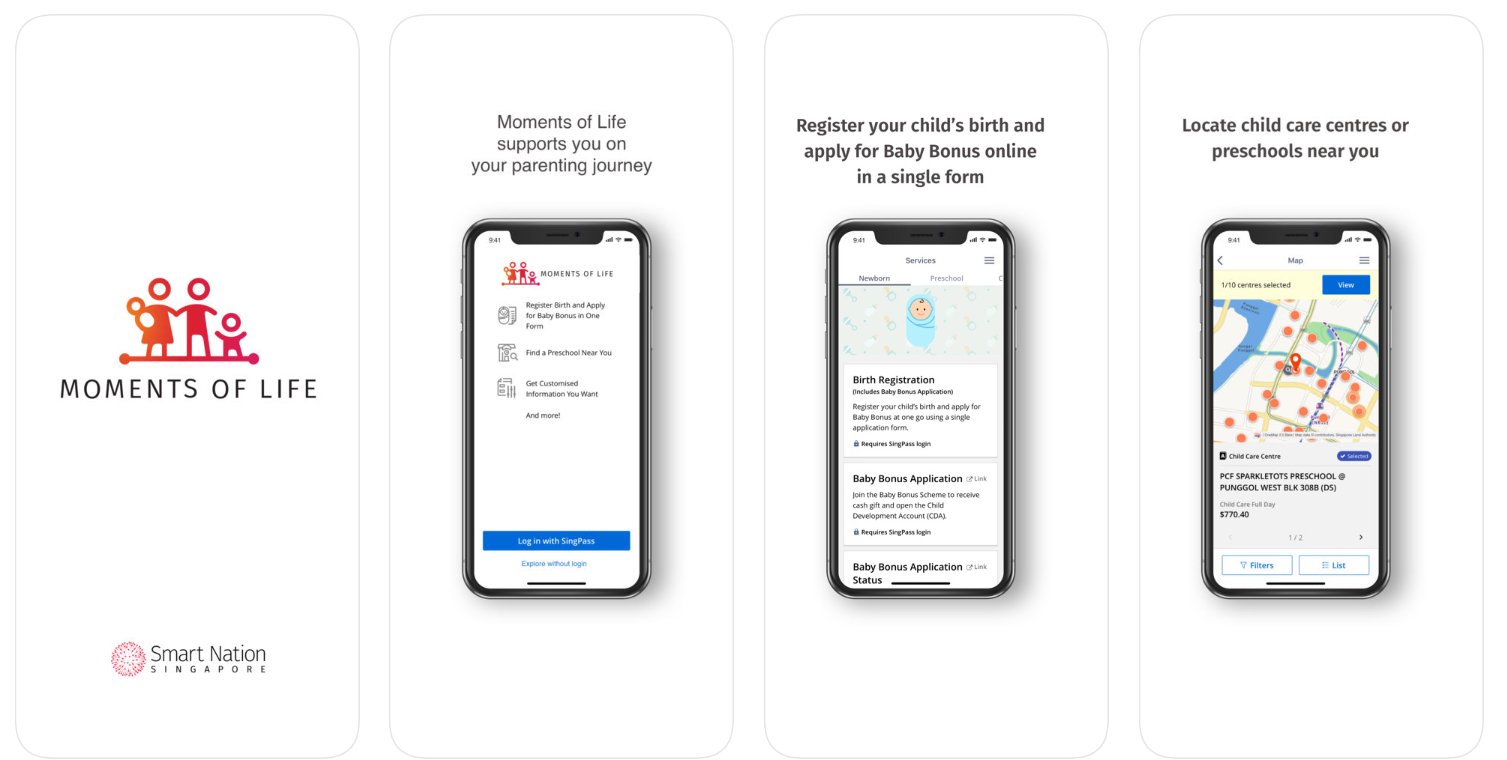 MOMENTS OF LIFE
Smart Nation
SINGAPORE
Moments of Life
supports you on
your parenting journey
9:41
MOMENTS OF LIFE
Register Birth and Apply
for Baby Bonus in One
Form
Find a Preschool Near You
Get Customised
Information You Want
And more!
Log in with SingPass
Explore without login
Register your child's birth and
apply for Baby Bonus online
in a single form
9:41
Services
Newborn Preschool C
Birth Registration
(Includes Baby Bonus Application)
Register your child's birth and apply for
Baby Bonus at one go using a single
application form.
Requires SingPass login
Baby Bonus Application Link
Join the Baby Bonus Scheme to receive
cash gift and open the Child
Development Account (CDA).
Requires SingPass login
Baby Bonus Application Link
Status
Locate child care centres or
preschools near you
9:41
Map
1/10 centres selected View
Child Care Centre Selected
PCF SPARKLETOTS PRESCHOOL @
PUNGGOL WEST BLK 308B (DS)
Child Care Full Day
$770.40
1 / 2
Filters List